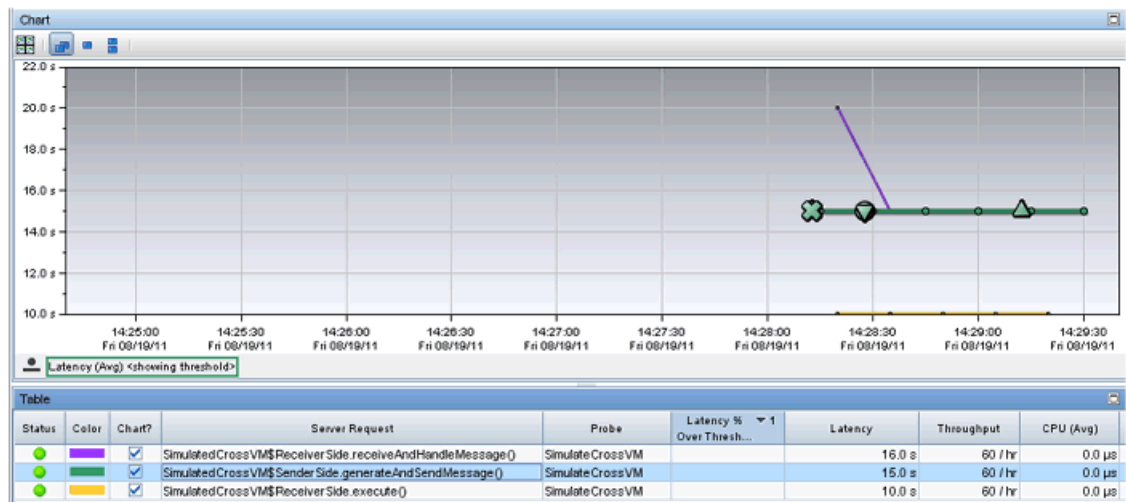 Chart
22.0 s
20.0 s
18.0 s
16.0 s
14.0 s
12.0 s
10.0 s
14:25:00 14:25:30 14:26:00 14:26:30 14:27:00 14:27:30 14:28:00 14:28:30 14:29:00 14:29:30
Fri 08/19/11 Fri 08/19/11 Fri 08/19/11 Fri 08/19/11 Fri 08/19/11 Fri 08/19/11 Fri 08/19/11 Fri 08/19/11 Fri 08/19/11 Fri 08/19/11
Latency (Avg) <showing threshold>
Table
Status Color Chart? Server Request Probe Latency % 1 Over Thresh... Latency Throughput CPU (Avg)
SimulatedCrossVM$ReceiverSide.receiveAndHandleMessage() SimulateCrossVM 16.0 s 60 / hr 0.0 µs
SimulatedCrossVM$SenderSide.generateAndSendMessage() SimulateCrossVM 15.0 s 60 / hr 0.0 µs
SimulatedCrossVM$ReceiverSide.execute() SimulateCrossVM 10.0 s 60 / hr 0.0 µs